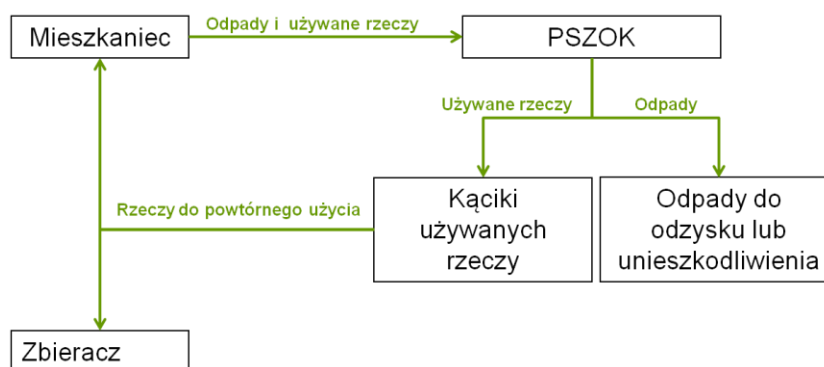 Mieszkaniec
Odpady i używane rzeczy
PSZOK
Używane rzeczy
Odpady
Kąciki
używanych
rzeczy
Odpady do
odzysku lub
unieszkodliwienia
Rzeczy do powtórnego użycia
Zbieracz